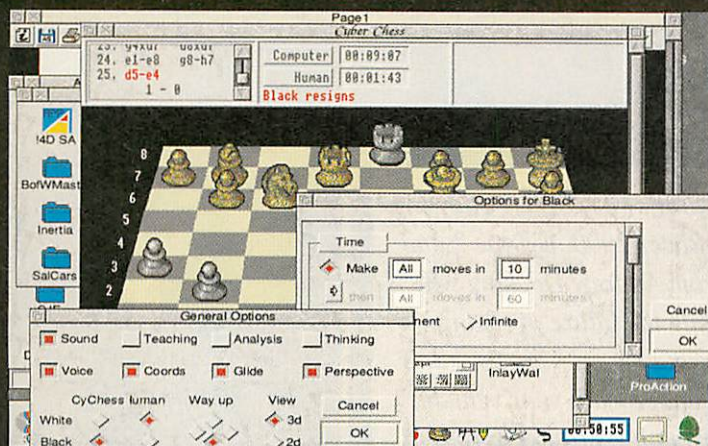 Page1
Cyber Chess
24. e1-e8 g8-h7
25. d5-e4
1 - 0
Computer 00:09:07
Human 00:01:43
Black resigns
!4D SA
BofWMast
Inertia
SalCars
8
7
6
5
4
3
2
Options for Black
Time
Make All moves in 10 minutes
then All moves in 60 minutes
Infinite
Cancel
OK
General Options
Sound Teaching Analysis Thinking
Voice Coords Glide Perspective
CyChess Human Way up View
White 3d
Black 2d
Cancel
OK
InlayWal
ProAction
:50:55